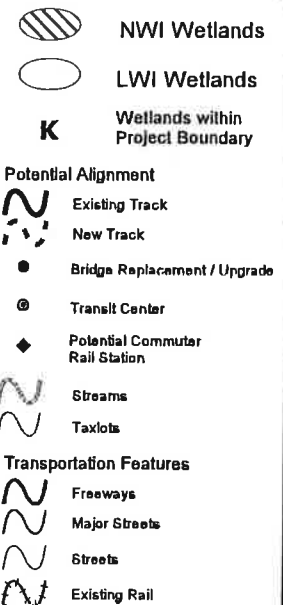 NWI Wetlands
LWI Wetlands
K
Wetlands within
Project Boundary
Potential Alignment
Existing Track
New Track
Bridge Replacement / Upgrade
Transit Center
Potential Commuter
Rail Station
Streams
Taxlots
Transportation Features
Freeways
Major Streets
Streets
Existing Rail